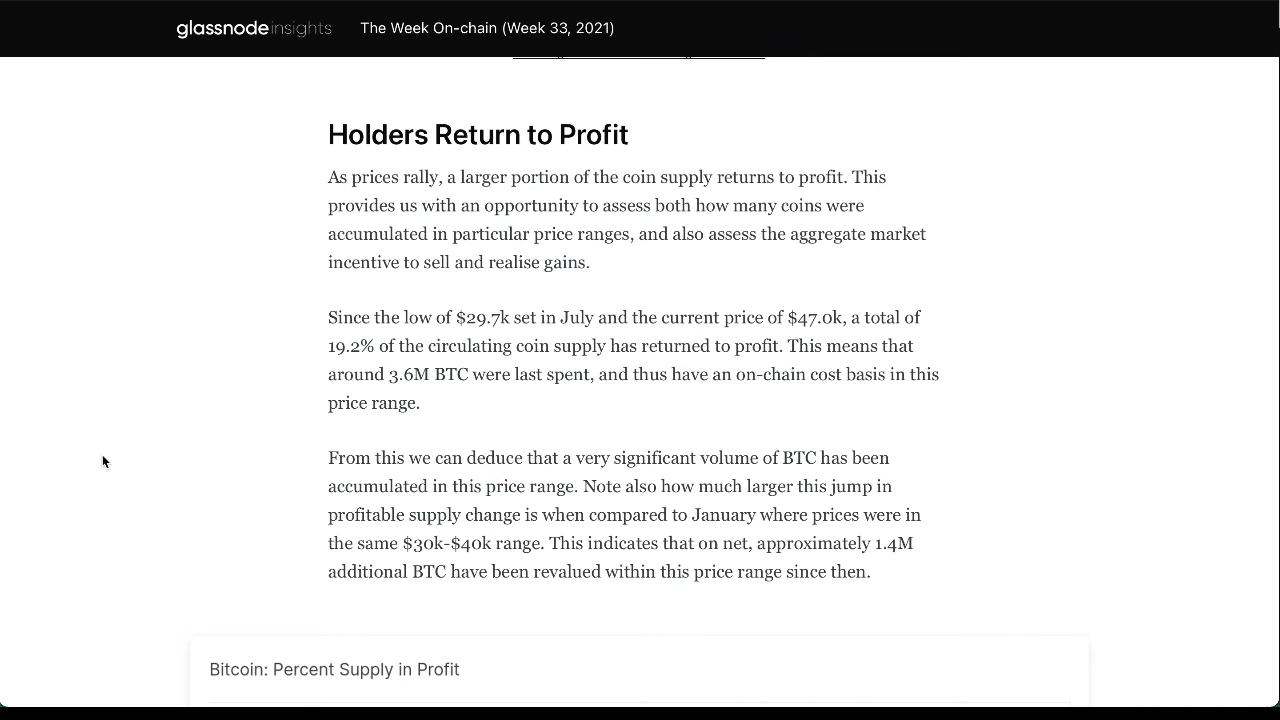 glassnode insights The Week On-chain (Week 33, 2021)
Holders Return to Profit
As prices rally, a larger portion of the coin supply returns to profit. This
provides us with an opportunity to assess both how many coins were
accumulated in particular price ranges, and also assess the aggregate market
incentive to sell and realise gains.
Since the low of $29.7k set in July and the current price of $47.0k, a total of
19.2% of the circulating coin supply has returned to profit. This means that
around 3.6M BTC were last spent, and thus have an on-chain cost basis in this
price range.
From this we can deduce that a very significant volume of BTC has been
accumulated in this price range. Note also how much larger this jump in
profitable supply change is when compared to January where prices were in
the same $30k-$40k range. This indicates that on net, approximately 1.4M
additional BTC have been revalued within this price range since then.
Bitcoin: Percent Supply in Profit